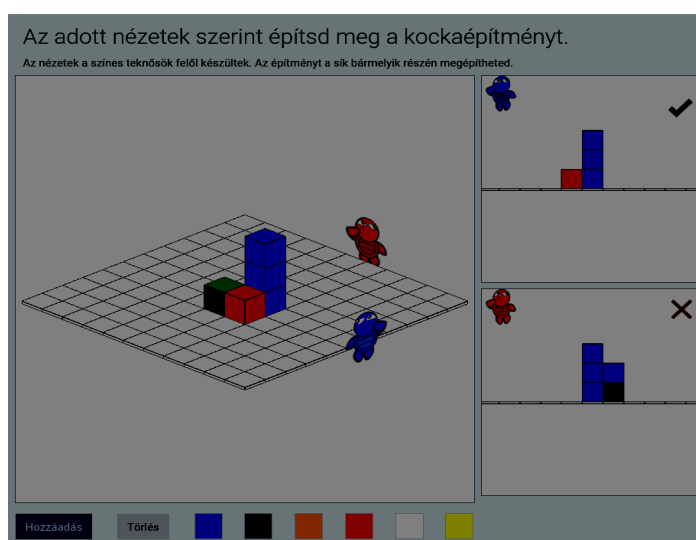 Az adott nézetek szerint építsd meg a kockaépítményt.
Az nézetek a színes teknősök felől készültek. Az építményt a sík bármelyik részén megépítheted.
Hozzáadás Törlés